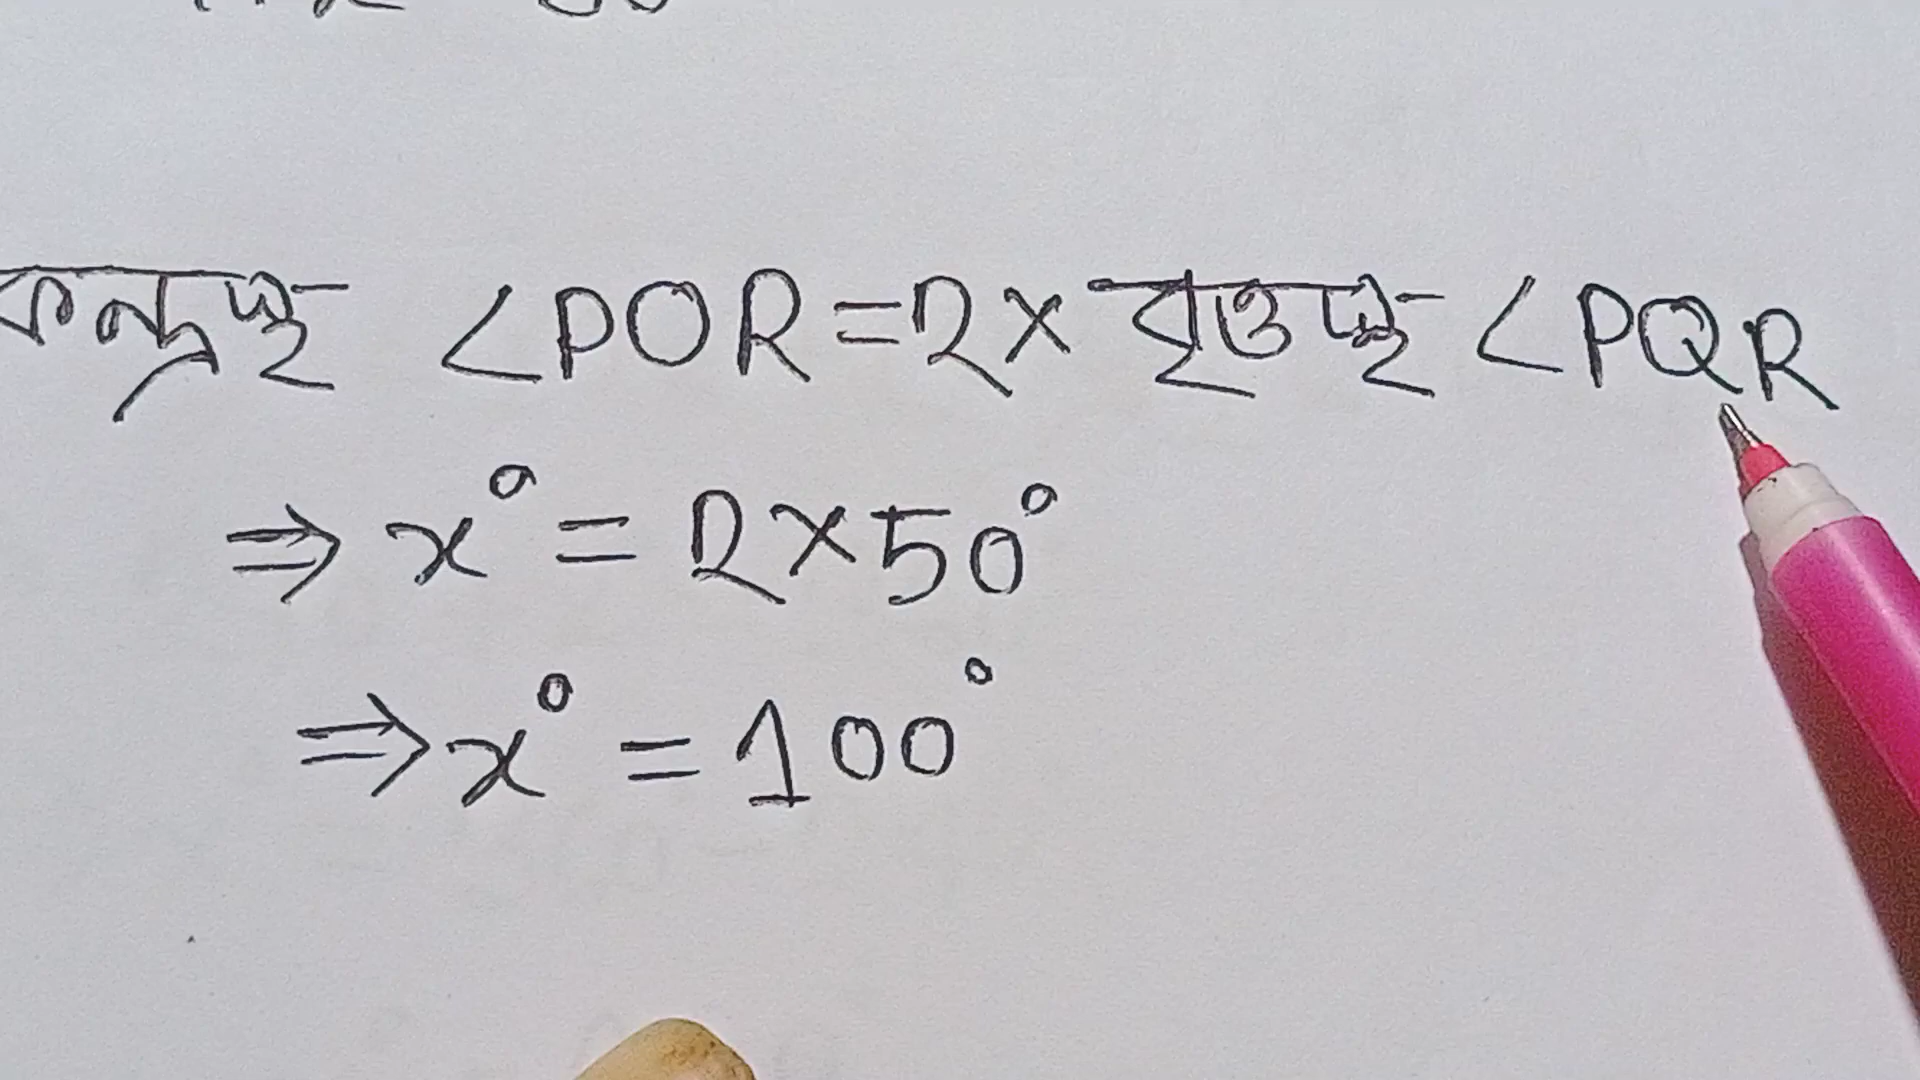 কেন্দ্রস্থ <POR=2× বৃত্তস্থ <PQR
⇒ x° = 2×50°
⇒ x° = 100°